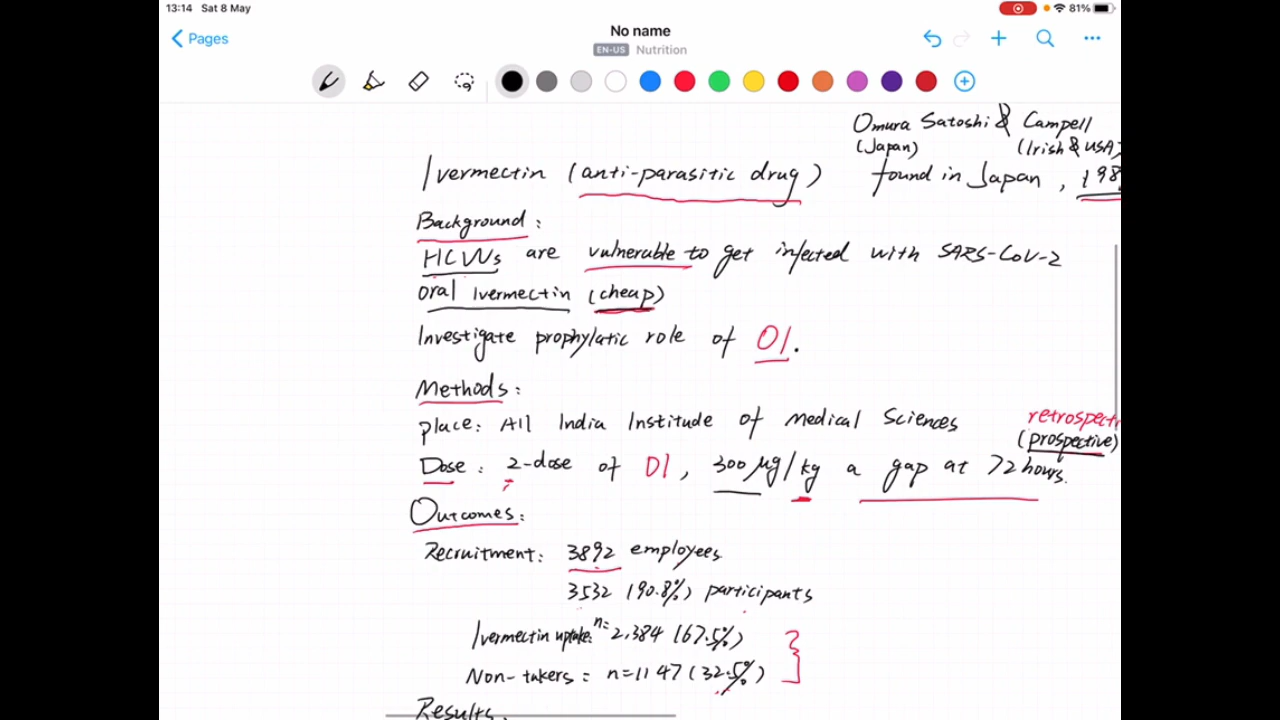 13:14 Sat 8 May
81%
Pages
No name
EN-US Nutrition
Omura Satoshi & Campell
(Japan) (Irish & USA)
Ivermectin (anti-parasitic drug) found in Japan, 198
Background:
HCWs are vulnerable to get infected with SARS-CoV-2
oral Ivermectin (cheap)
Investigate prophylatic role of OI.
Methods:
place: All India Institute of Medical Sciences
retrospecti
(prospective)
Dose: 2-dose of OI, 300 µg/kg a gap at 72 hours.
Outcomes:
Recruitment: 3892 employees
3532 (90.8%) participants
Ivermectin uptake: n=2,384 (67.5%)
Non-takers: n=1147 (32.5%)
Results: